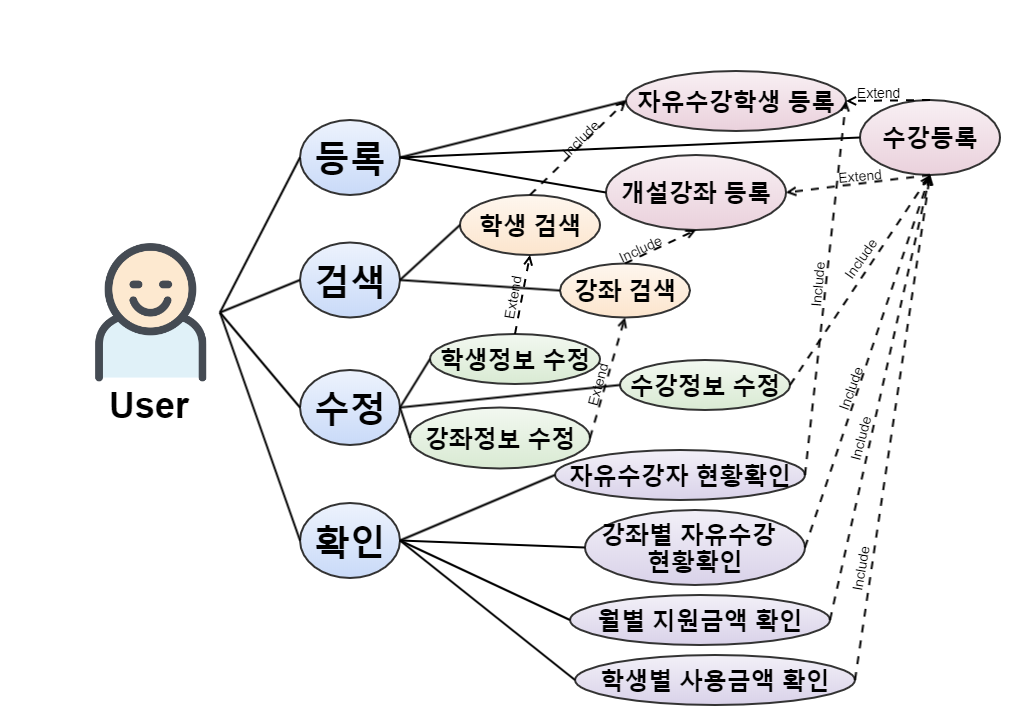 자유수강학생 등록
Extend
수강등록
등록
Include
Extend
개설강좌 등록
학생 검색
Include
Include
검색
강좌 검색
Include
Extend
학생정보 수정
User
수정
수강정보 수정
Extend
Include
강좌정보 수정
Include
자유수강자 현황확인
확인
강좌별 자유수강
현황확인
Include
월별 지원금액 확인
학생별 사용금액 확인